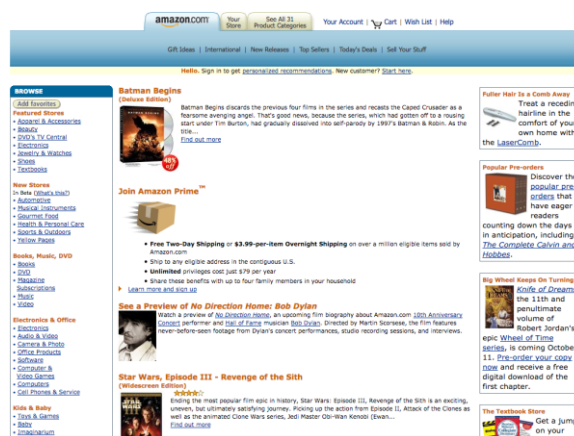 amazon.com
Your Store
See All 31 Product Categories
Your Account | Cart | Wish List | Help
Gift Ideas | International | New Releases | Top Sellers | Today's Deals | Sell Your Stuff
Hello. Sign in to get personalized recommendations. New customer? Start here.
BROWSE
Add favorites
Featured Stores
• Apparel & Accessories
• Beauty
• DVD's TV Central
• Electronics
• Jewelry & Watches
• Shoes
• Textbooks
New Stores
In Beta (What's this?)
• Automotive
• Musical Instruments
• Gourmet Food
• Health & Personal Care
• Sports & Outdoors
• Yellow Pages
Books, Music, DVD
• Books
• DVD
• Magazine
Subscriptions
• Music
• Video
Electronics & Office
• Electronics
• Audio & Video
• Camera & Photo
• Office Products
• Software
• Computer &
Video Games
• Computers
• Cell Phones & Service
Kids & Baby
• Toys & Games
• Baby
• Imaginarium
Batman Begins
(Deluxe Edition)
Batman Begins discards the previous four films in the series and recasts the Caped Crusader as a
fearsome avenging angel. That's good news, because the series, which had gotten off to a rousing
start under Tim Burton, had gradually dissolved into self-parody by 1997's Batman & Robin. As the
title...
Find out more
48% off
Join Amazon Prime™
• Free Two-Day Shipping or $3.99-per-item Overnight Shipping on over a million eligible items sold by
Amazon.com
• Ship to any eligible address in the contiguous U.S.
• Unlimited privileges cost just $79 per year
• Share these benefits with up to four family members in your household
Learn more and sign up
See a Preview of No Direction Home: Bob Dylan
Watch a preview of No Direction Home, an upcoming film biography about Amazon.com 10th Anniversary
Concert performer and Hall of Fame musician Bob Dylan. Directed by Martin Scorsese, the film features
never-before-seen footage from Dylan's concert performances, studio recording sessions, and interviews.
Star Wars, Episode III - Revenge of the Sith
(Widescreen Edition)
Ending the most popular film epic in history, Star Wars: Episode III, Revenge of the Sith is an exciting,
uneven, but ultimately satisfying journey. Picking up the action from Episode II, Attack of the Clones as
well as the animated Clone Wars series, Jedi Master Obi-Wan Kenobi (Ewan...
Find out more
Fuller Hair Is a Comb Away
Treat a recedin
hairline in the
comfort of you
own home with
the LaserComb.
Popular Pre-orders
Discover the
popular pre-
orders that
have eager
readers
counting down the days
in anticipation, including
The Complete Calvin and
Hobbes.
Big Wheel Keeps On Turning
Knife of Dreams
the 11th and
penultimate
volume of
Robert Jordan's
epic Wheel of Time
series, is coming October
11. Pre-order your copy
now and receive a free
digital download of the
first chapter.
The Textbook Store
Get a jump
on your